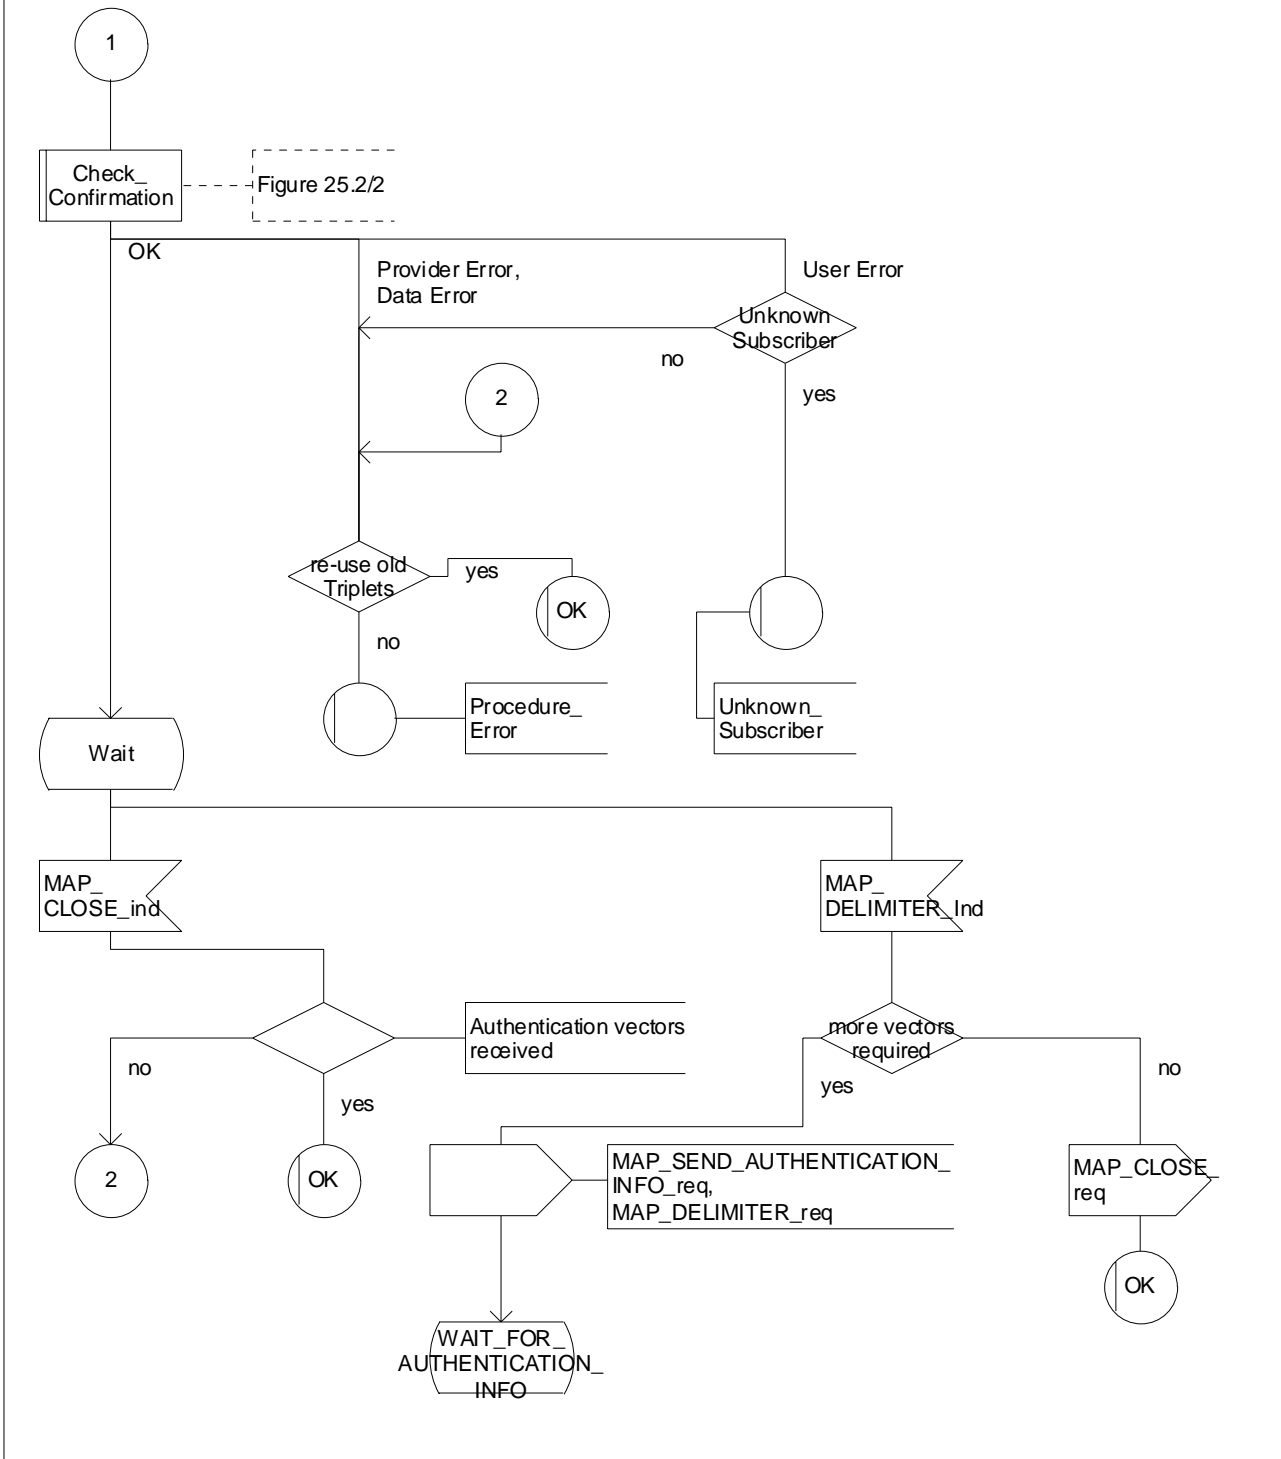 1
Check_
Confirmation
Figure 25.2/2
OK
Provider Error,
Data Error
User Error
Unknown
Subscriber
no
yes
2
re-use old
Triplets
yes
OK
no
Procedure_
Error
Unknown_
Subscriber
Wait
MAP_
CLOSE_ind
MAP_
DELIMITER_Ind
Authentication vectors
received
more vectors
required
no
yes
yes
no
2
OK
MAP_SEND_AUTHENTICATION_
INFO_req,
MAP_DELIMITER_req
MAP_CLOSE_
req
OK
WAIT_FOR_
AUTHENTICATION_
INFO